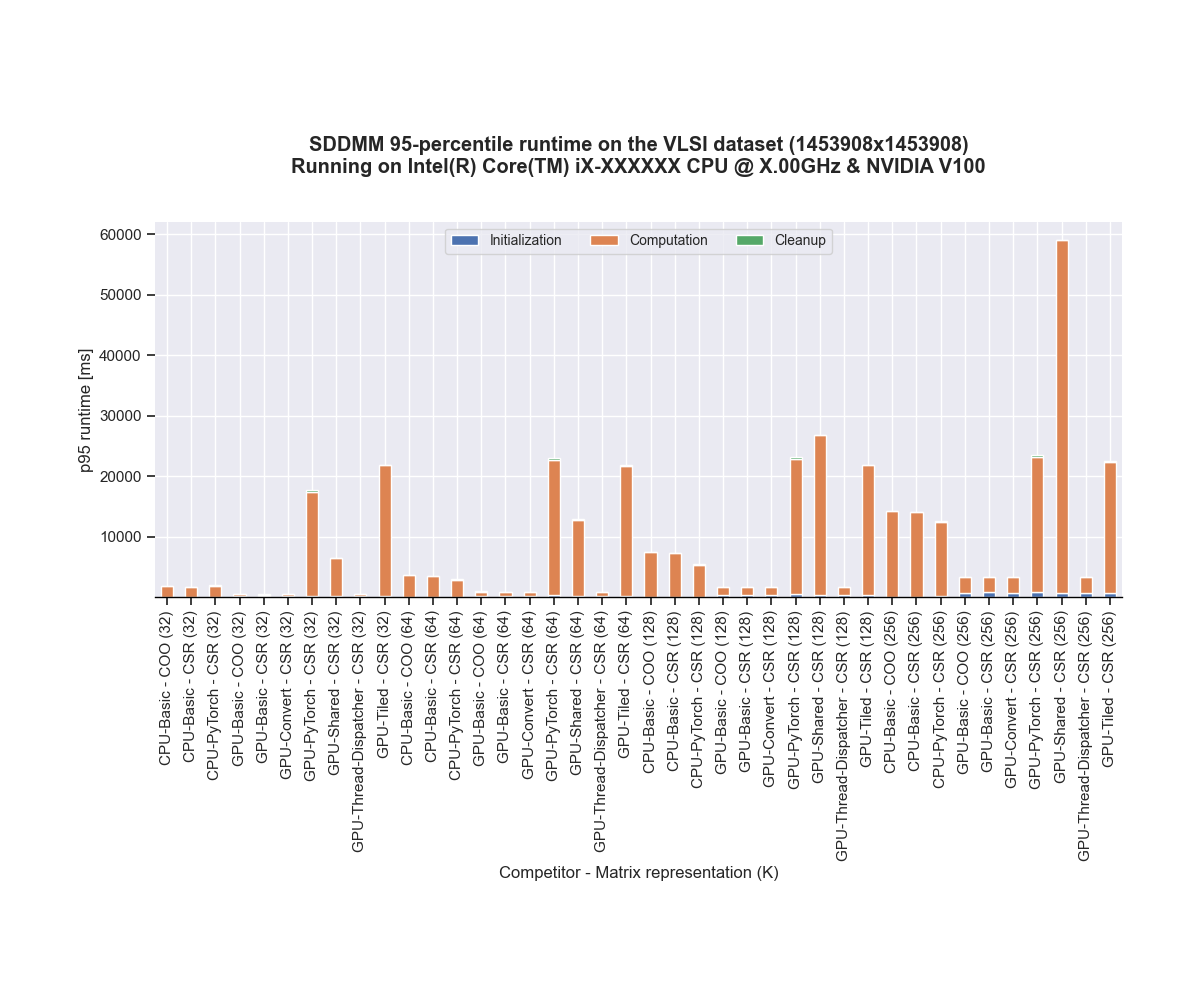 SDDMM 95-percentile runtime on the VLSI dataset (1453908x1453908)
Running on Intel(R) Core(TM) iX-XXXXXX CPU @ X.00GHz & NVIDIA V100
Initialization
Computation
Cleanup
p95 runtime [ms]
60000
50000
40000
30000
20000
10000
CPU-Basic - COO (32)
CPU-Basic - CSR (32)
CPU-PyTorch - CSR (32)
GPU-Basic - COO (32)
GPU-Basic - CSR (32)
GPU-Convert - CSR (32)
GPU-PyTorch - CSR (32)
GPU-Shared - CSR (32)
GPU-Thread-Dispatcher - CSR (32)
GPU-Tiled - CSR (32)
CPU-Basic - COO (64)
CPU-Basic - CSR (64)
CPU-PyTorch - CSR (64)
GPU-Basic - COO (64)
GPU-Basic - CSR (64)
GPU-Convert - CSR (64)
GPU-PyTorch - CSR (64)
GPU-Shared - CSR (64)
GPU-Thread-Dispatcher - CSR (64)
GPU-Tiled - CSR (64)
CPU-Basic - COO (128)
CPU-Basic - CSR (128)
CPU-PyTorch - CSR (128)
GPU-Basic - COO (128)
GPU-Basic - CSR (128)
GPU-Convert - CSR (128)
GPU-PyTorch - CSR (128)
GPU-Shared - CSR (128)
GPU-Thread-Dispatcher - CSR (128)
GPU-Tiled - CSR (128)
CPU-Basic - COO (256)
CPU-Basic - CSR (256)
CPU-PyTorch - CSR (256)
GPU-Basic - COO (256)
GPU-Basic - CSR (256)
GPU-Convert - CSR (256)
GPU-PyTorch - CSR (256)
GPU-Shared - CSR (256)
GPU-Thread-Dispatcher - CSR (256)
GPU-Tiled - CSR (256)
Competitor - Matrix representation (K)